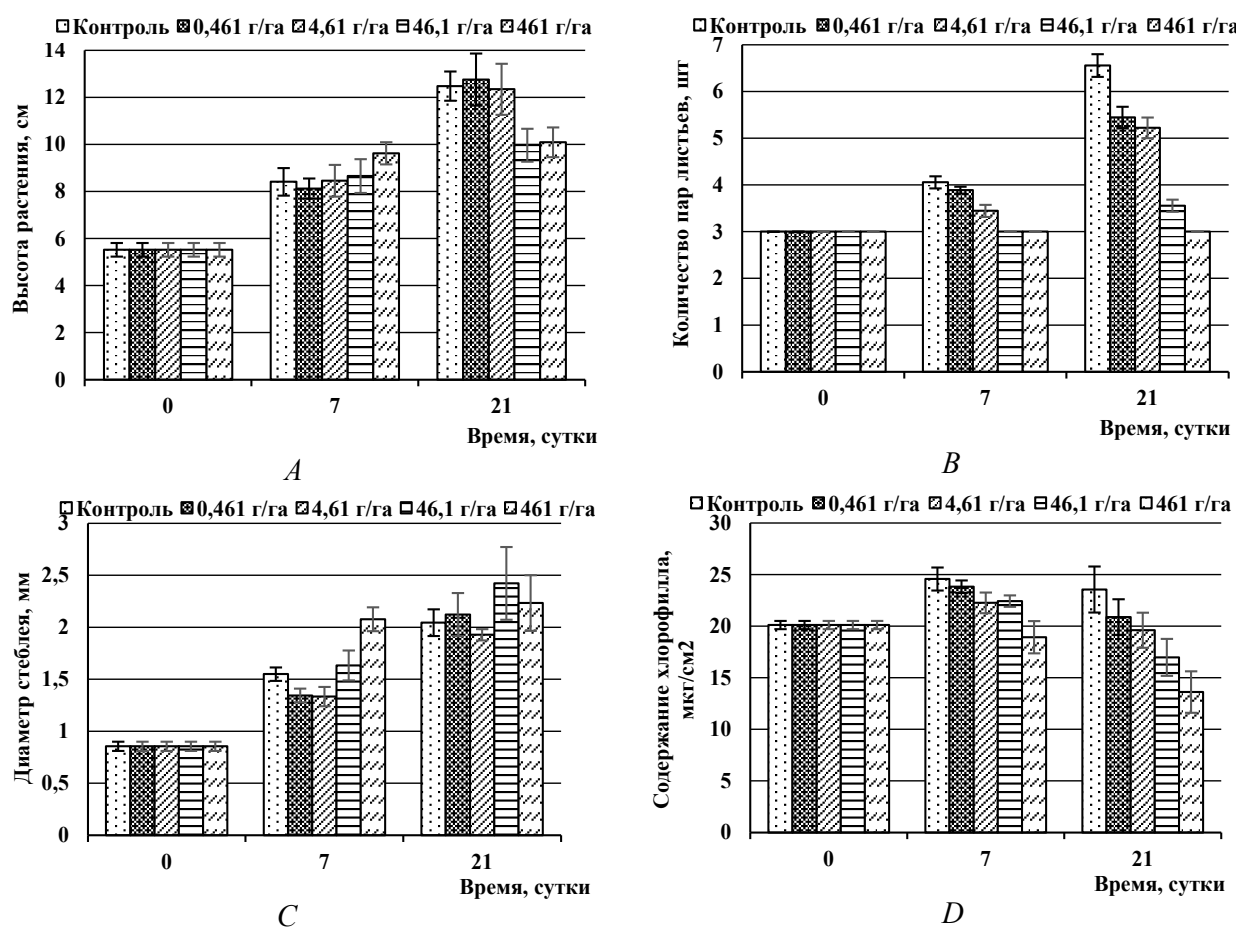 Контроль 0,461 г/га 4,61 г/га 46,1 г/га 461 г/га
Высота растения, см
14
12
10
8
6
4
2
0
0 7 21
Время, сутки
A
Контроль 0,461 г/га 4,61 г/га 46,1 г/га 461 г/га
Количество пар листьев, шт
7
6
5
4
3
2
1
0
0 7 21
Время, сутки
B
Контроль 0,461 г/га 4,61 г/га 46,1 г/га 461 г/га
Диаметр стеблея, мм
3
2,5
2
1,5
1
0,5
0
0 7 21
Время, сутки
C
Контроль 0,461 г/га 4,61 г/га 46,1 г/га 461 г/га
Содержание хлорофилла,
мкг/см2
30
25
20
15
10
5
0
0 7 21
Время, сутки
D